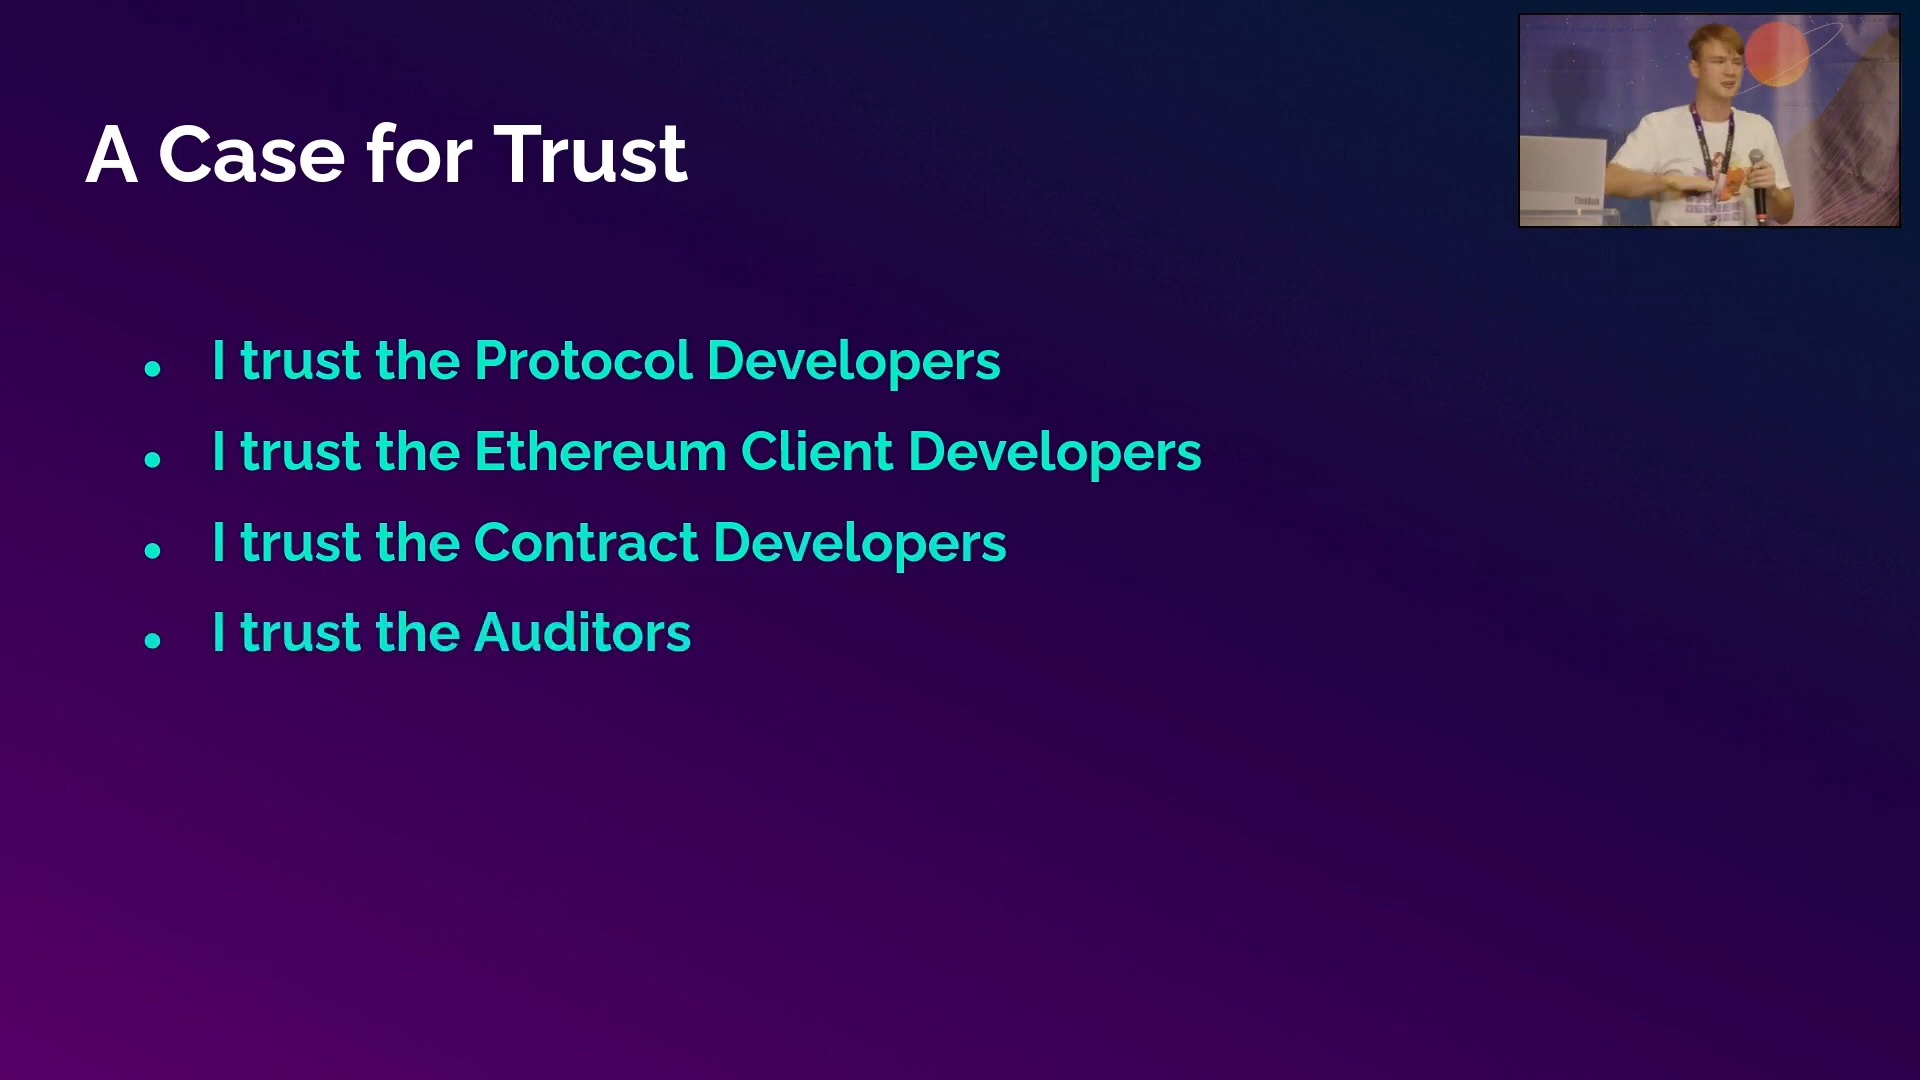 A Case for Trust
I trust the Protocol Developers
I trust the Ethereum Client Developers
I trust the Contract Developers
I trust the Auditors
ThinkBook